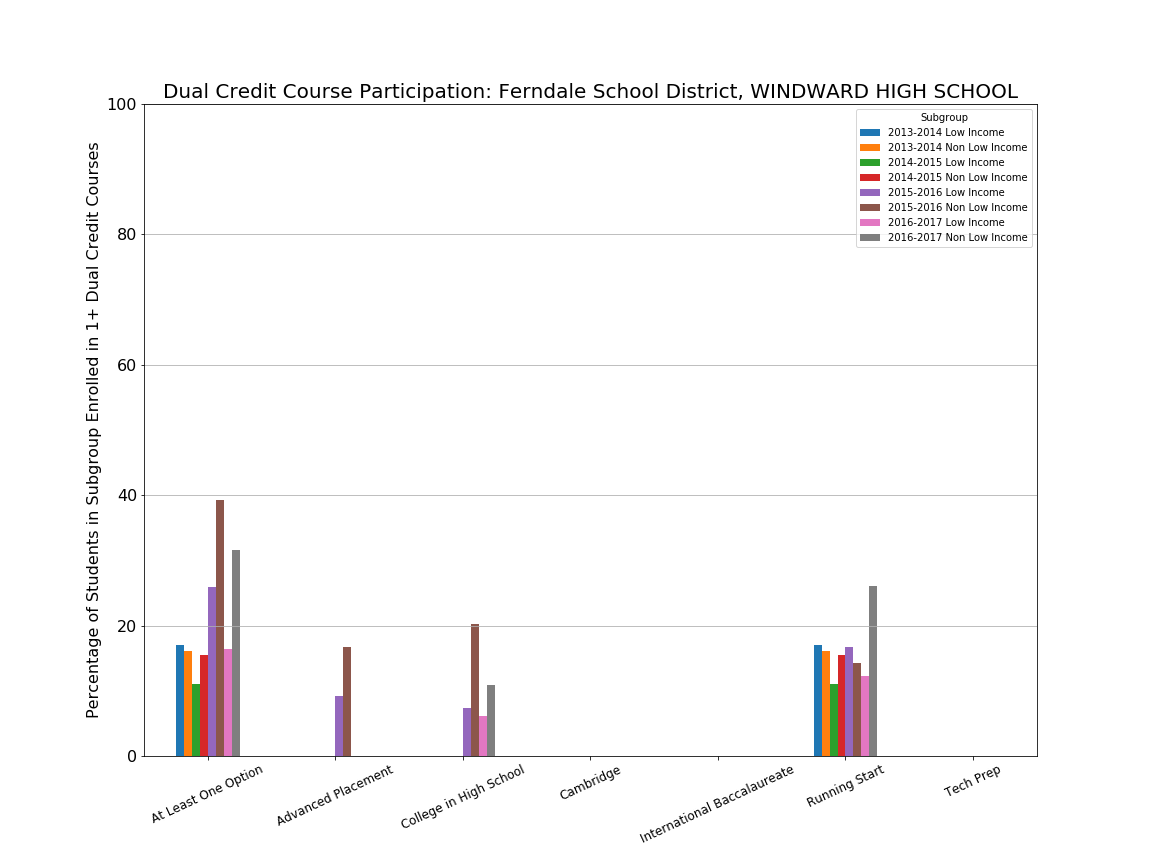 Dual Credit Course Participation: Ferndale School District, WINDWARD HIGH SCHOOL
Percentage of Students in Subgroup Enrolled in 1+ Dual Credit Courses
100
80
60
40
20
0
Subgroup
2013-2014 Low Income
2013-2014 Non Low Income
2014-2015 Low Income
2014-2015 Non Low Income
2015-2016 Low Income
2015-2016 Non Low Income
2016-2017 Low Income
2016-2017 Non Low Income
At Least One Option
Advanced Placement
College in High School
Cambridge
International Baccalaureate
Running Start
Tech Prep